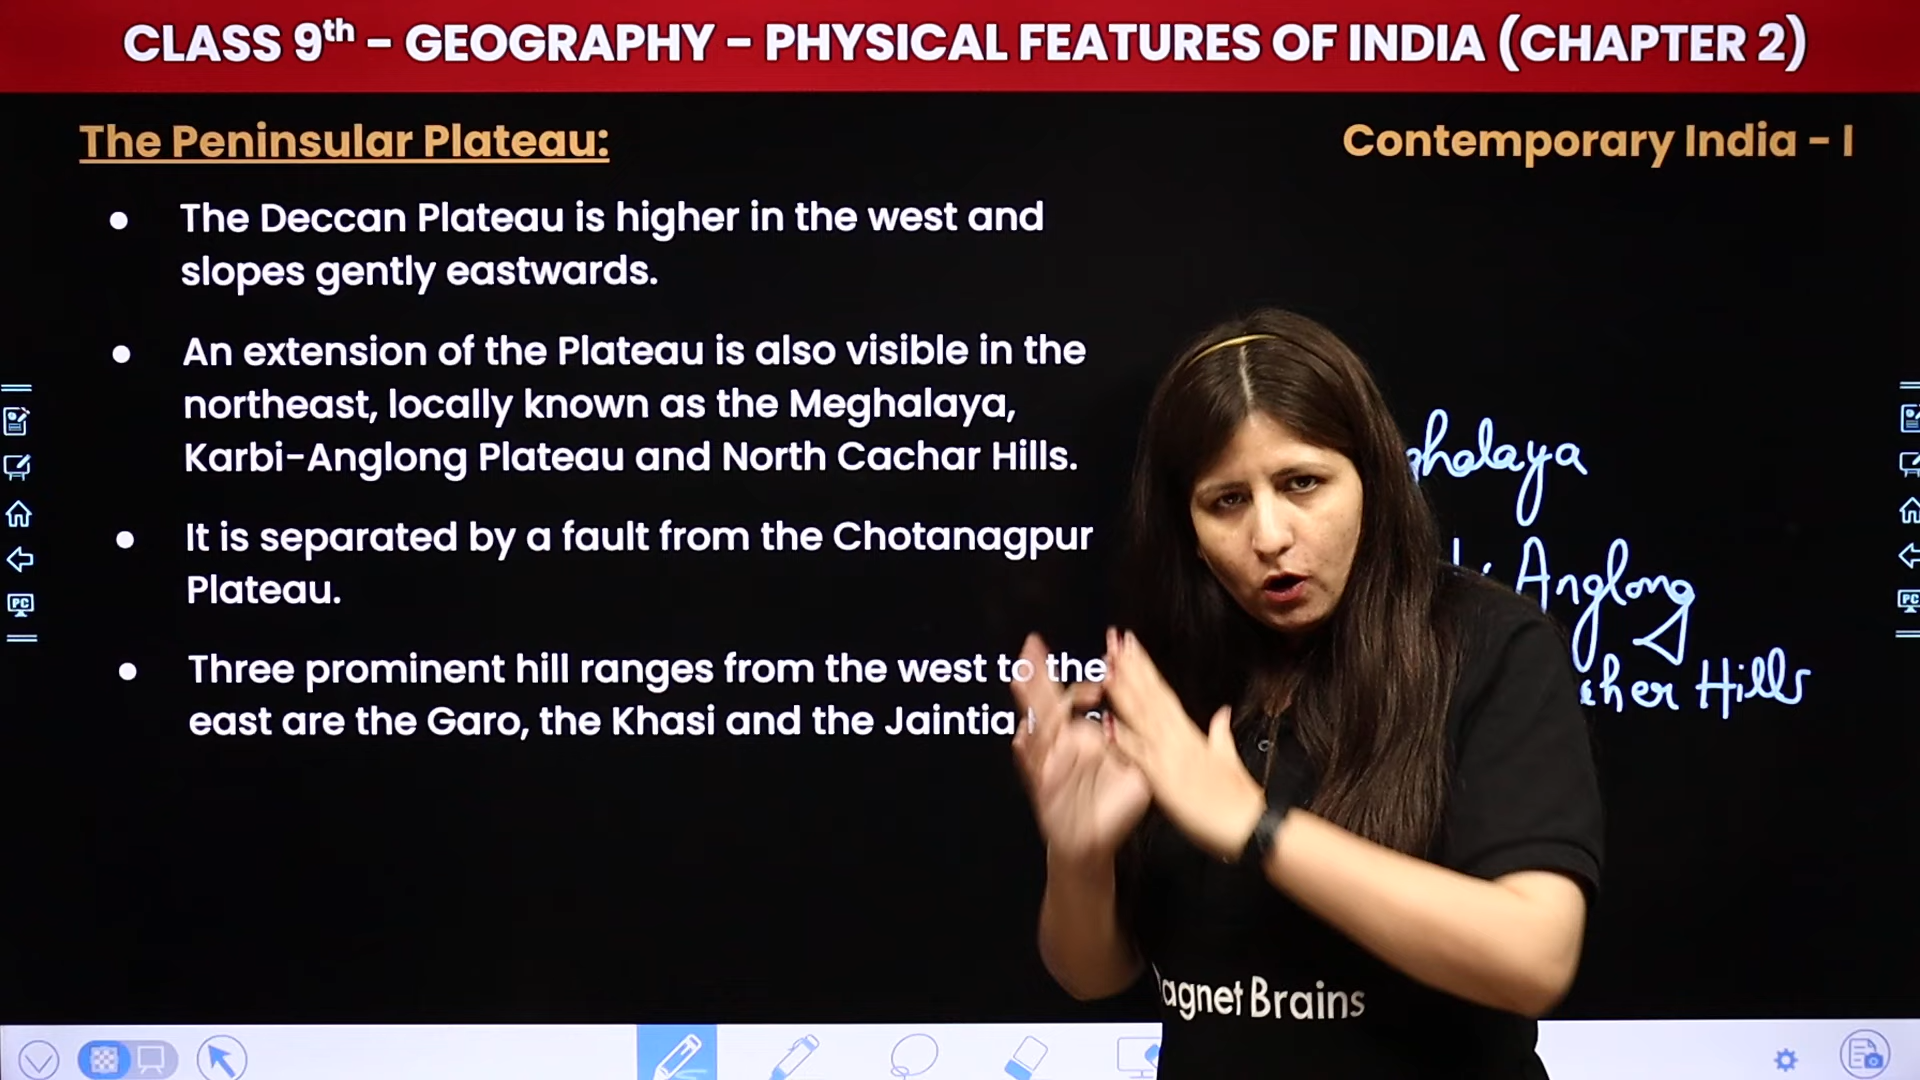 CLASS 9th - GEOGRAPHY - PHYSICAL FEATURES OF INDIA (CHAPTER 2)
The Peninsular Plateau:
Contemporary India - I
● The Deccan Plateau is higher in the west and
slopes gently eastwards.
● An extension of the Plateau is also visible in the
northeast, locally known as the Meghalaya,
Karbi-Anglong Plateau and North Cachar Hills.
● It is separated by a fault from the Chotanagpur
Plateau.
● Three prominent hill ranges from the west to the
east are the Garo, the Khasi and the Jaintia
Anglong
Hills
Brains
PC
PC